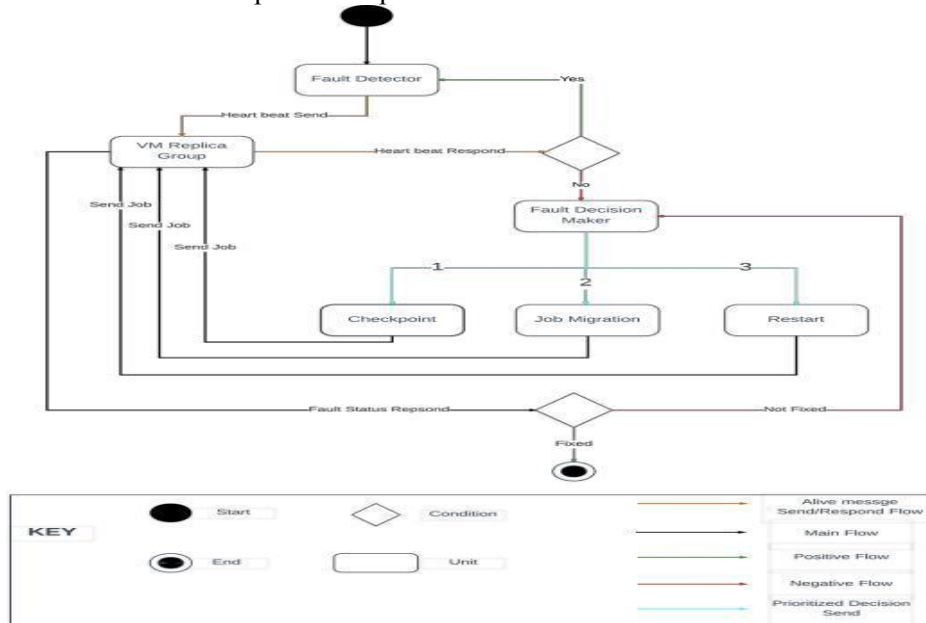 Fault Detector
Yes
Heart beat Send
VM Replica
Group
Heart beat Respond
No
Send Job
Send Job
Send Job
Fault Decision
Maker
1
2
3
Checkpoint
Job Migration
Restart
Fault Status Repsond
Not Fixed
Fixed
KEY
Start
Condition
End
Unit
Alive messge
Send/Respond Flow
Main Flow
Positive Flow
Negative Flow
Prioritized Decision
Send